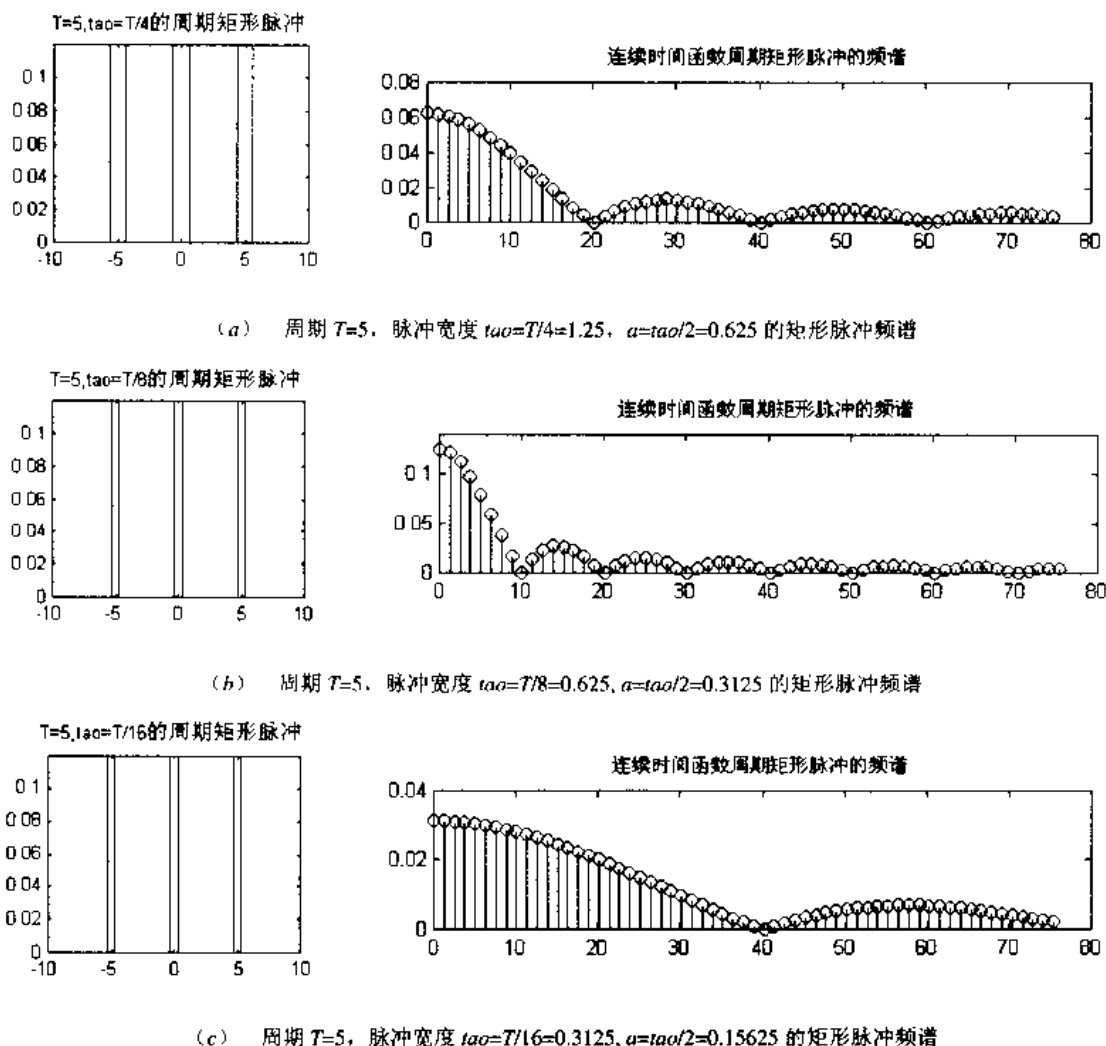 T=5,tao=T/4的周期矩形脉冲
0.1
0.08
0.06
0.04
0.02
0
-10 -5 0 5 10
连续时间函数周期矩形脉冲的频谱
0.08
0.06
0.04
0.02
0
0 10 20 30 40 50 60 70 80
（a） 周期 T=5，脉冲宽度 tao=T/4=1.25，a=tao/2=0.625 的矩形脉冲频谱
T=5,tao=T/8的周期矩形脉冲
0.1
0.08
0.06
0.04
0.02
0
-10 -5 0 5 10
连续时间函数周期矩形脉冲的频谱
0.1
0.05
0
0 10 20 30 40 50 60 70 80
（b） 周期 T=5，脉冲宽度 tao=T/8=0.625, a=tao/2=0.3125 的矩形脉冲频谱
T=5,tao=T/16的周期矩形脉冲
0.1
0.08
0.06
0.04
0.02
0
-10 -5 0 5 10
连续时间函数周期矩形脉冲的频谱
0.04
0.02
0
0 10 20 30 40 50 60 70 80
（c） 周期 T=5，脉冲宽度 tao=T/16=0.3125, a=tao/2=0.15625 的矩形脉冲频谱